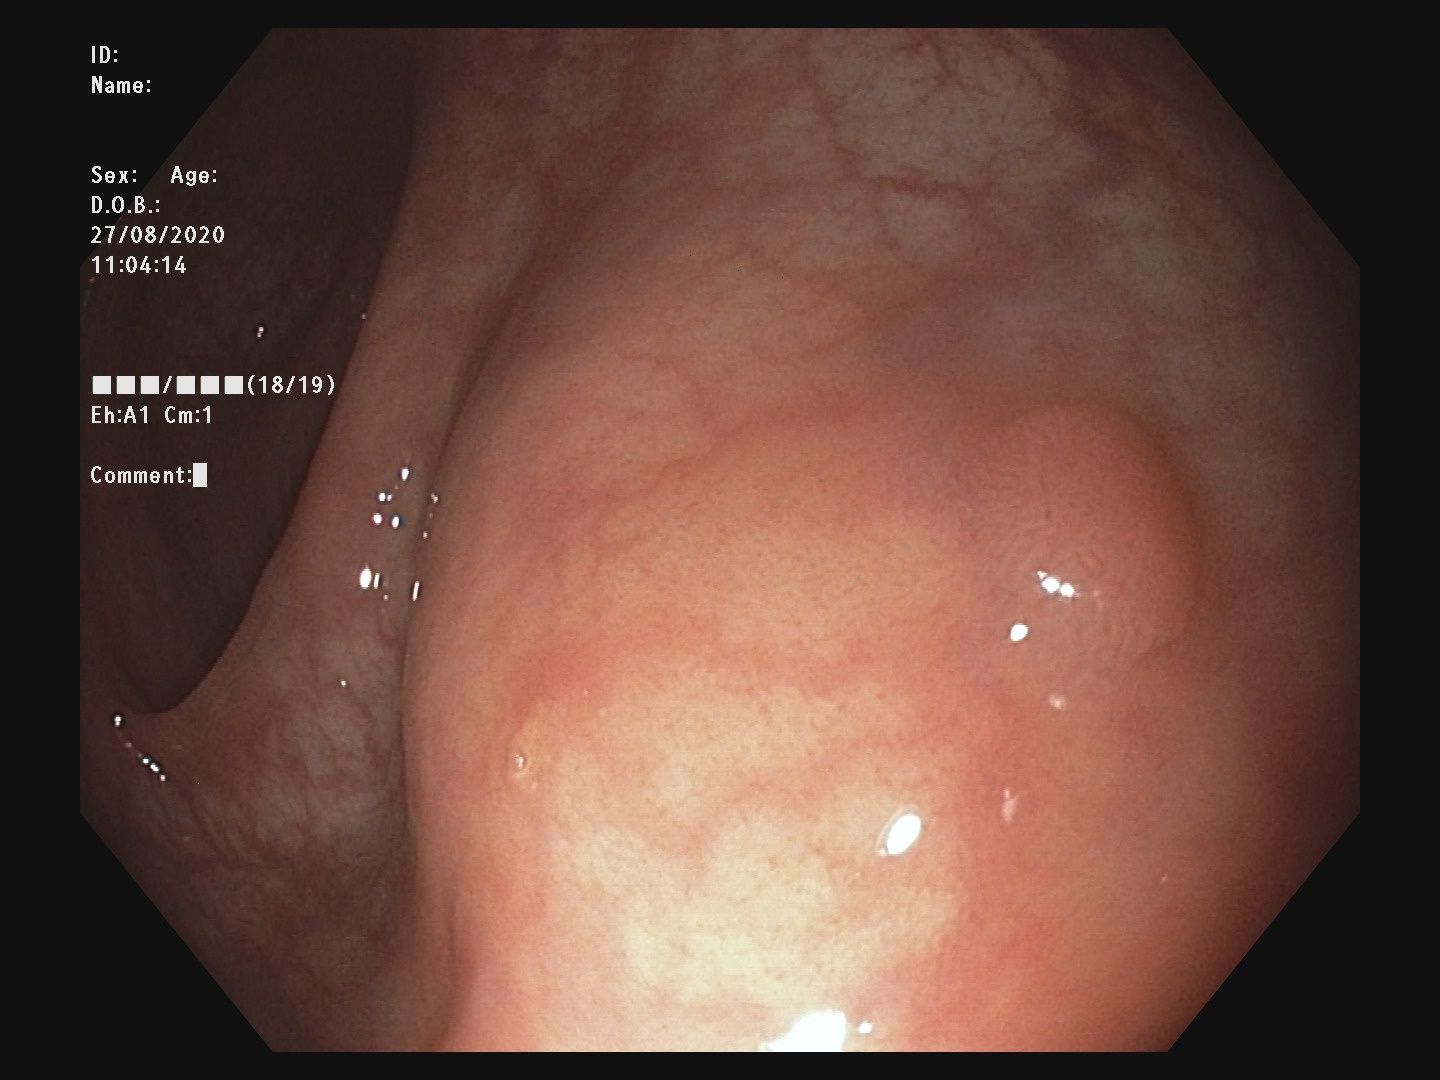 ID:
Name:
Sex: Age:
D.O.B.:
27/08/2020
11:04:14
■■■/■■■(18/19)
Eh:A1 Cm:1
Comment: